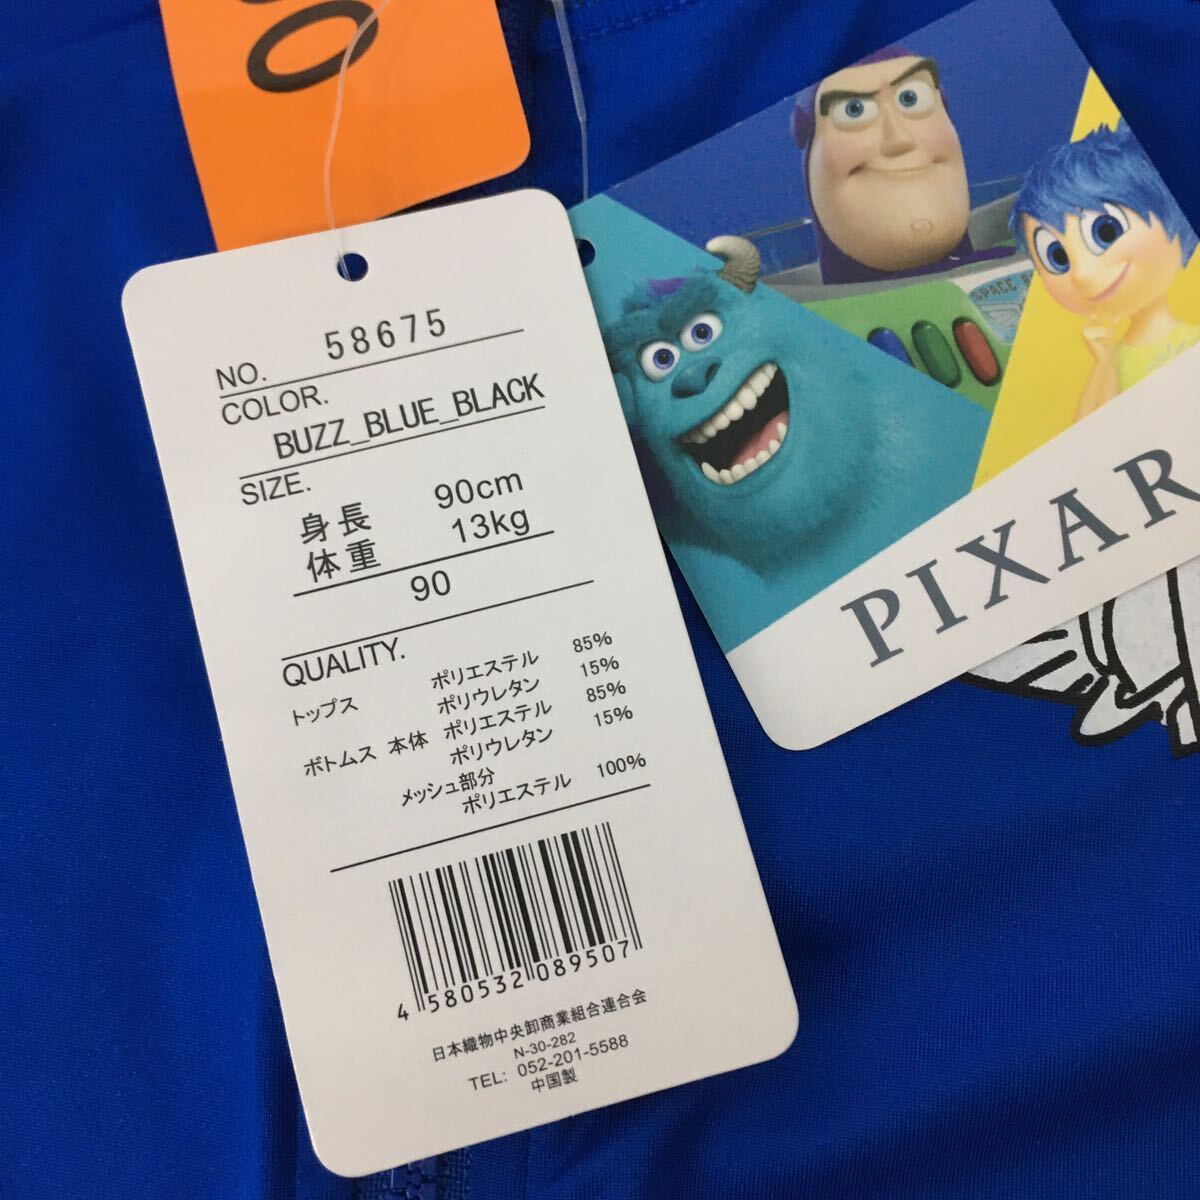 NO. 58675
COLOR.
BUZZ_BLUE_BLACK
SIZE.
身長 90cm
体重 13kg
90
QUALITY.
トップス ポリエステル 85%
ポリウレタン 15%
ボトムス 本体 ポリエステル 85%
ポリウレタン 15%
メッシュ部分
ポリエステル 100%
4 580532 089507
日本織物中央卸商業組合連合会
N-30-282
TEL: 052-201-5588
中国製
SPACE
PIXAR